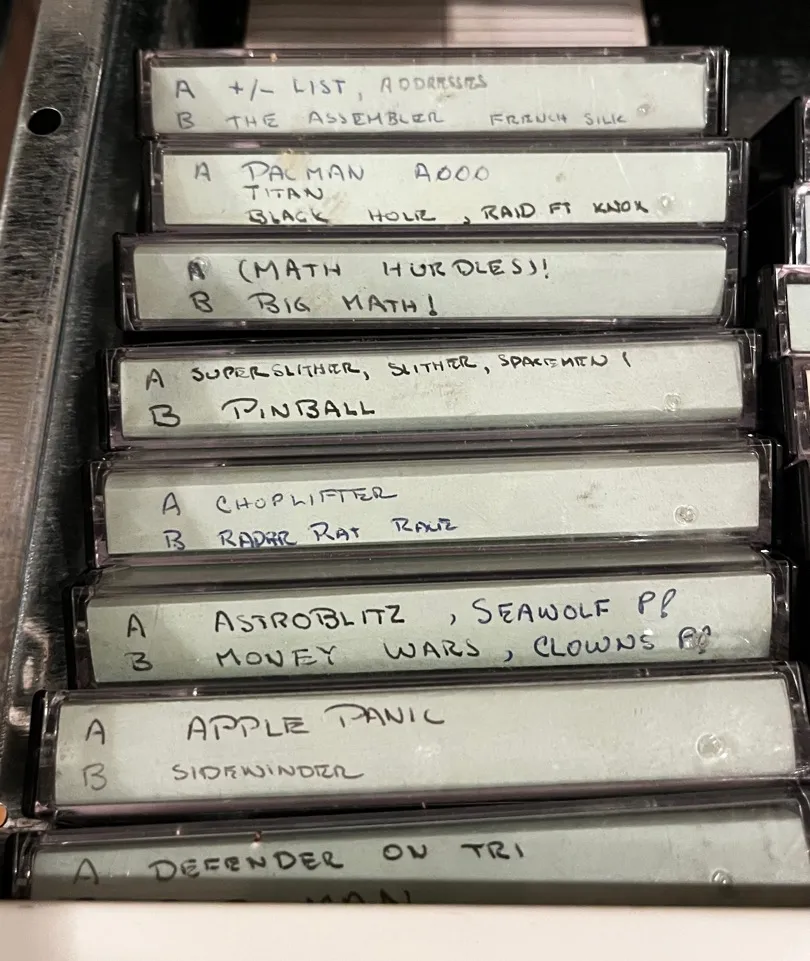 A +/- LIST, ADDRESSES
B THE ASSEMBLER FRENCH SILK
A PACMAN A000
TITAN
BLACK HOLE, RAID FT KNOX
A (MATH HURDLES)!
B BIG MATH!
A SUPERSLITHER, SLITHER, SPACEMEN!
B PINBALL
A CHOPLIFTER
B RADAR RAT RACE
A ASTROBLITZ, SEAWOLF
B MONEY WARS, CLOWNS
A APPLE PANIC
B SIDEWINDER
A DEFENDER ON TRI
MAN